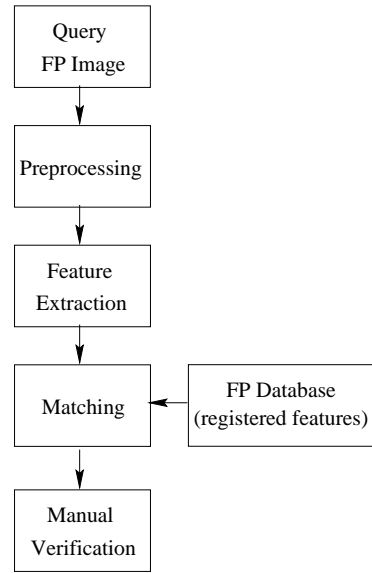 Query
FP Image
Preprocessing
Feature
Extraction
Matching
FP Database
(registered features)
Manual
Verification